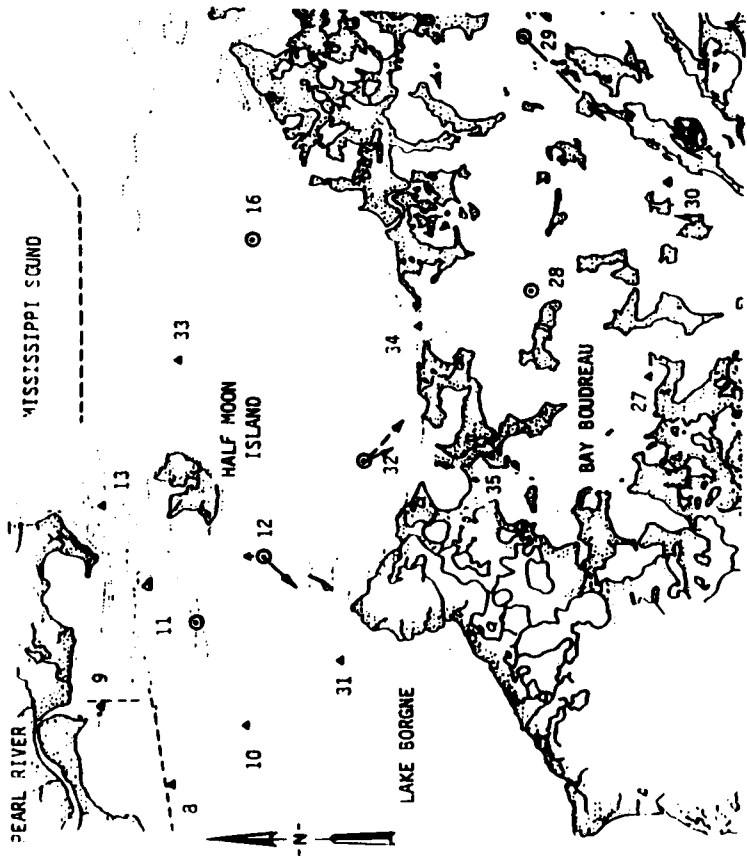 MISSISSIPPI SOUND
PEARL RIVER
9
8
13
33
16
11
12
HALF MOON
ISLAND
10
31
LAKE BORGNE
32
34
35
29
28
30
27
BAY BOUDREAU
-N-